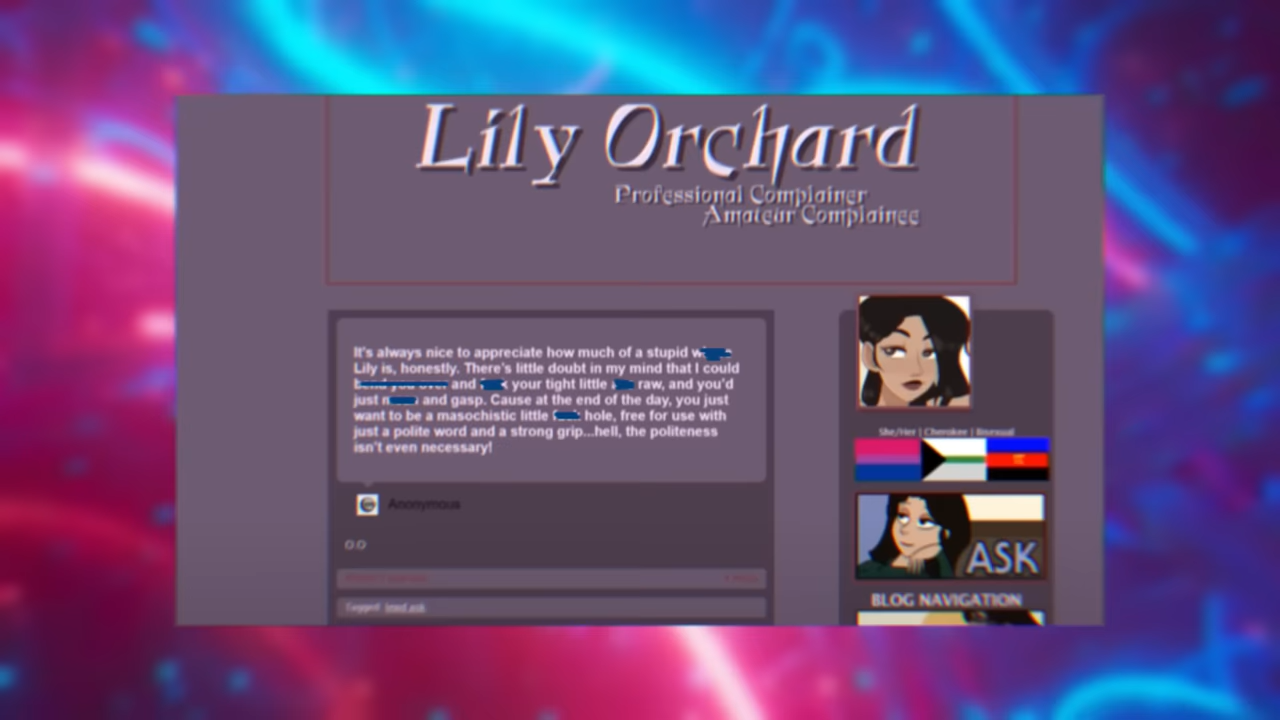 Lily Orchard
Professional Complainer
Amateur Complainee
It's always nice to appreciate how much of a stupid
Lily is, honestly. There's little doubt in my mind that I could
and your tight little raw, and you'd
just and gasp. Cause at the end of the day, you just
want to be a masochistic little hole, free for use with
just a polite word and a strong grip...hell, the politeness
isn't even necessary!
Anonymous
O.O
She/Her | Cherokee | Bisexual
ASK
BLOG NAVIGATION
Tagged: lewd ask